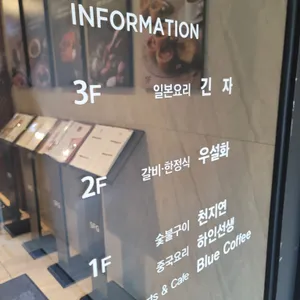 INFORMATION
3F 일본요리 긴자
2F 갈비·한정식 우설화
숯불구이 천지연
1F 중국요리 하인선생
& Cafe Blue Coffee